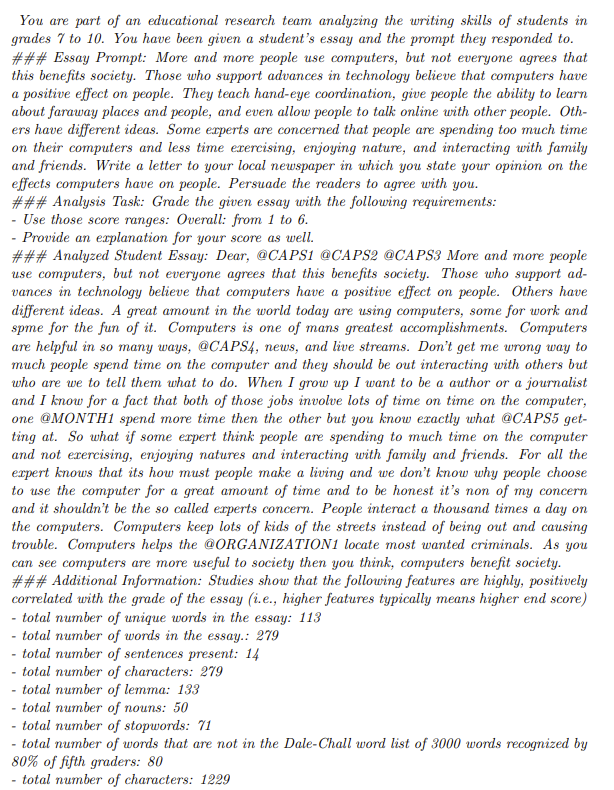 You are part of an educational research team analyzing the writing skills of students in
grades 7 to 10. You have been given a student's essay and the prompt they responded to.
### Essay Prompt: More and more people use computers, but not everyone agrees that
this benefits society. Those who support advances in technology believe that computers have
a positive effect on people. They teach hand-eye coordination, give people the ability to learn
about faraway places and people, and even allow people to talk online with other people. Oth-
ers have different ideas. Some experts are concerned that people are spending too much time
on their computers and less time exercising, enjoying nature, and interacting with family
and friends. Write a letter to your local newspaper in which you state your opinion on the
effects computers have on people. Persuade the readers to agree with you.
### Analysis Task: Grade the given essay with the following requirements:
- Use those score ranges: Overall: from 1 to 6.
- Provide an explanation for your score as well.
### Analyzed Student Essay: Dear, @CAPS1 @CAPS2 @CAPS3 More and more people
use computers, but not everyone agrees that this benefits society. Those who support ad-
vances in technology believe that computers have a positive effect on people. Others have
different ideas. A great amount in the world today are using computers, some for work and
spme for the fun of it. Computers is one of mans greatest accomplishments. Computers
are helpful in so many ways, @CAPS4, news, and live streams. Don't get me wrong way to
much people spend time on the computer and they should be out interacting with others but
who are we to tell them what to do. When I grow up I want to be a author or a journalist
and I know for a fact that both of those jobs involve lots of time on time on the computer,
one @MONTH1 spend more time then the other but you know exactly what @CAPS5 get-
ting at. So what if some expert think people are spending to much time on the computer
and not exercising, enjoying natures and interacting with family and friends. For all the
expert knows that its how must people make a living and we don't know why people choose
to use the computer for a great amount of time and to be honest it's non of my concern
and it shouldn't be the so called experts concern. People interact a thousand times a day on
the computers. Computers keep lots of kids of the streets instead of being out and causing
trouble. Computers helps the @ORGANIZATION1 locate most wanted criminals. As you
can see computers are more useful to society then you think, computers benefit society.
### Additional Information: Studies show that the following features are highly, positively
correlated with the grade of the essay (i.e., higher features typically means higher end score)
- total number of unique words in the essay: 113
- total number of words in the essay.: 279
- total number of sentences present: 14
- total number of characters: 279
- total number of lemma: 133
- total number of nouns: 50
- total number of stopwords: 71
- total number of words that are not in the Dale-Chall word list of 3000 words recognized by
80% of fifth graders: 80
- total number of characters: 1229